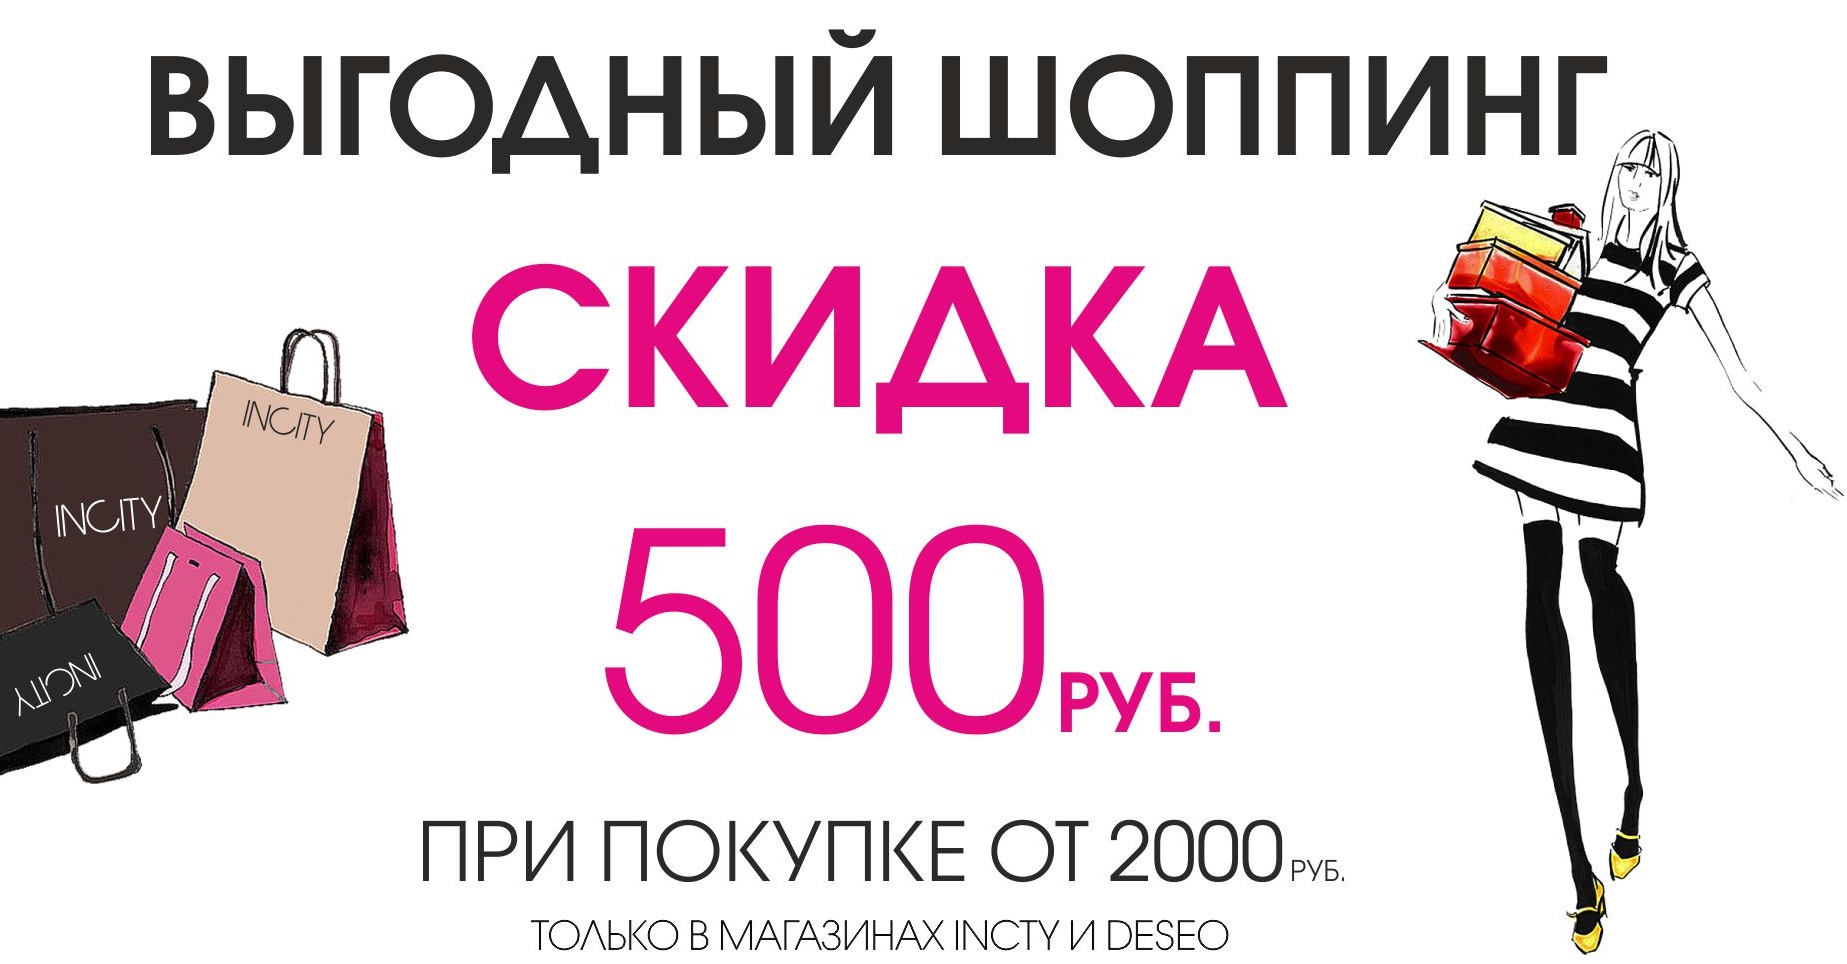 ВЫГОДНЫЙ ШОППИНГ
СКИДКА
INCITY
INCITY
INCITY
500 РУБ.
ПРИ ПОКУПКЕ ОТ 2000 РУБ.
ТОЛЬКО В МАГАЗИНАХ INCTY И DESEO